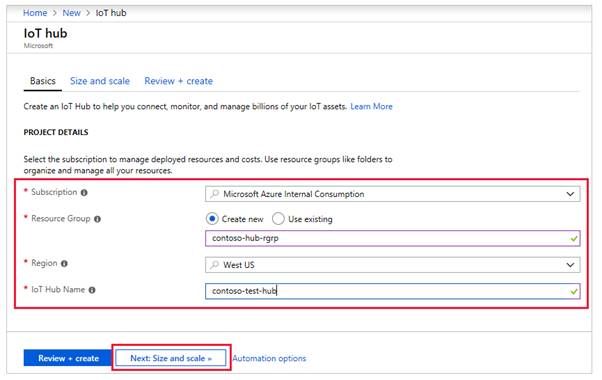 Home > New > IoT hub
IoT hub
Microsoft
Basics Size and scale Review + create
Create an IoT Hub to help you connect, monitor, and manage billions of your IoT assets. Learn More
PROJECT DETAILS
Select the subscription to manage deployed resources and costs. Use resource groups like folders to
organize and manage all your resources.
* Subscription Microsoft Azure Internal Consumption
* Resource Group Create new Use existing
contoso-hub-rgrp
* Region West US
* IoT Hub Name contoso-test-hub
Review + create Next: Size and scale » Automation options